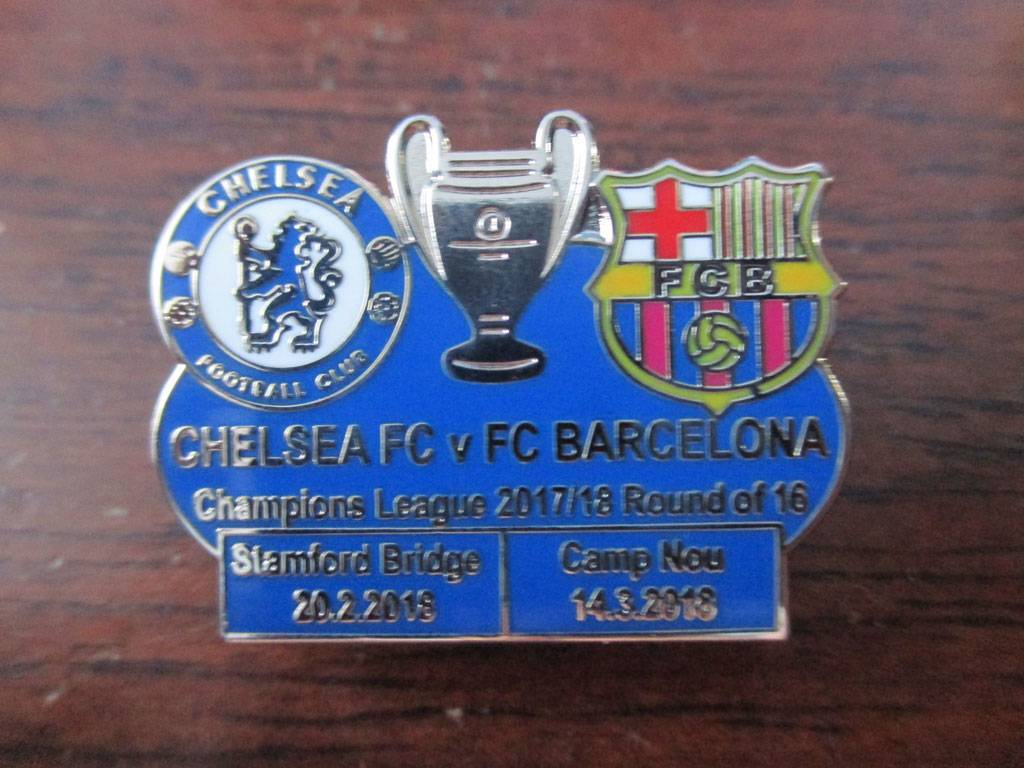 CHELSEA
FOOTBALL CLUB
FCB
CHELSEA FC v FC BARCELONA
Champions League 2017/18 Round of 16
Stamford Bridge
20.2.2018
Camp Nou
14.3.2018